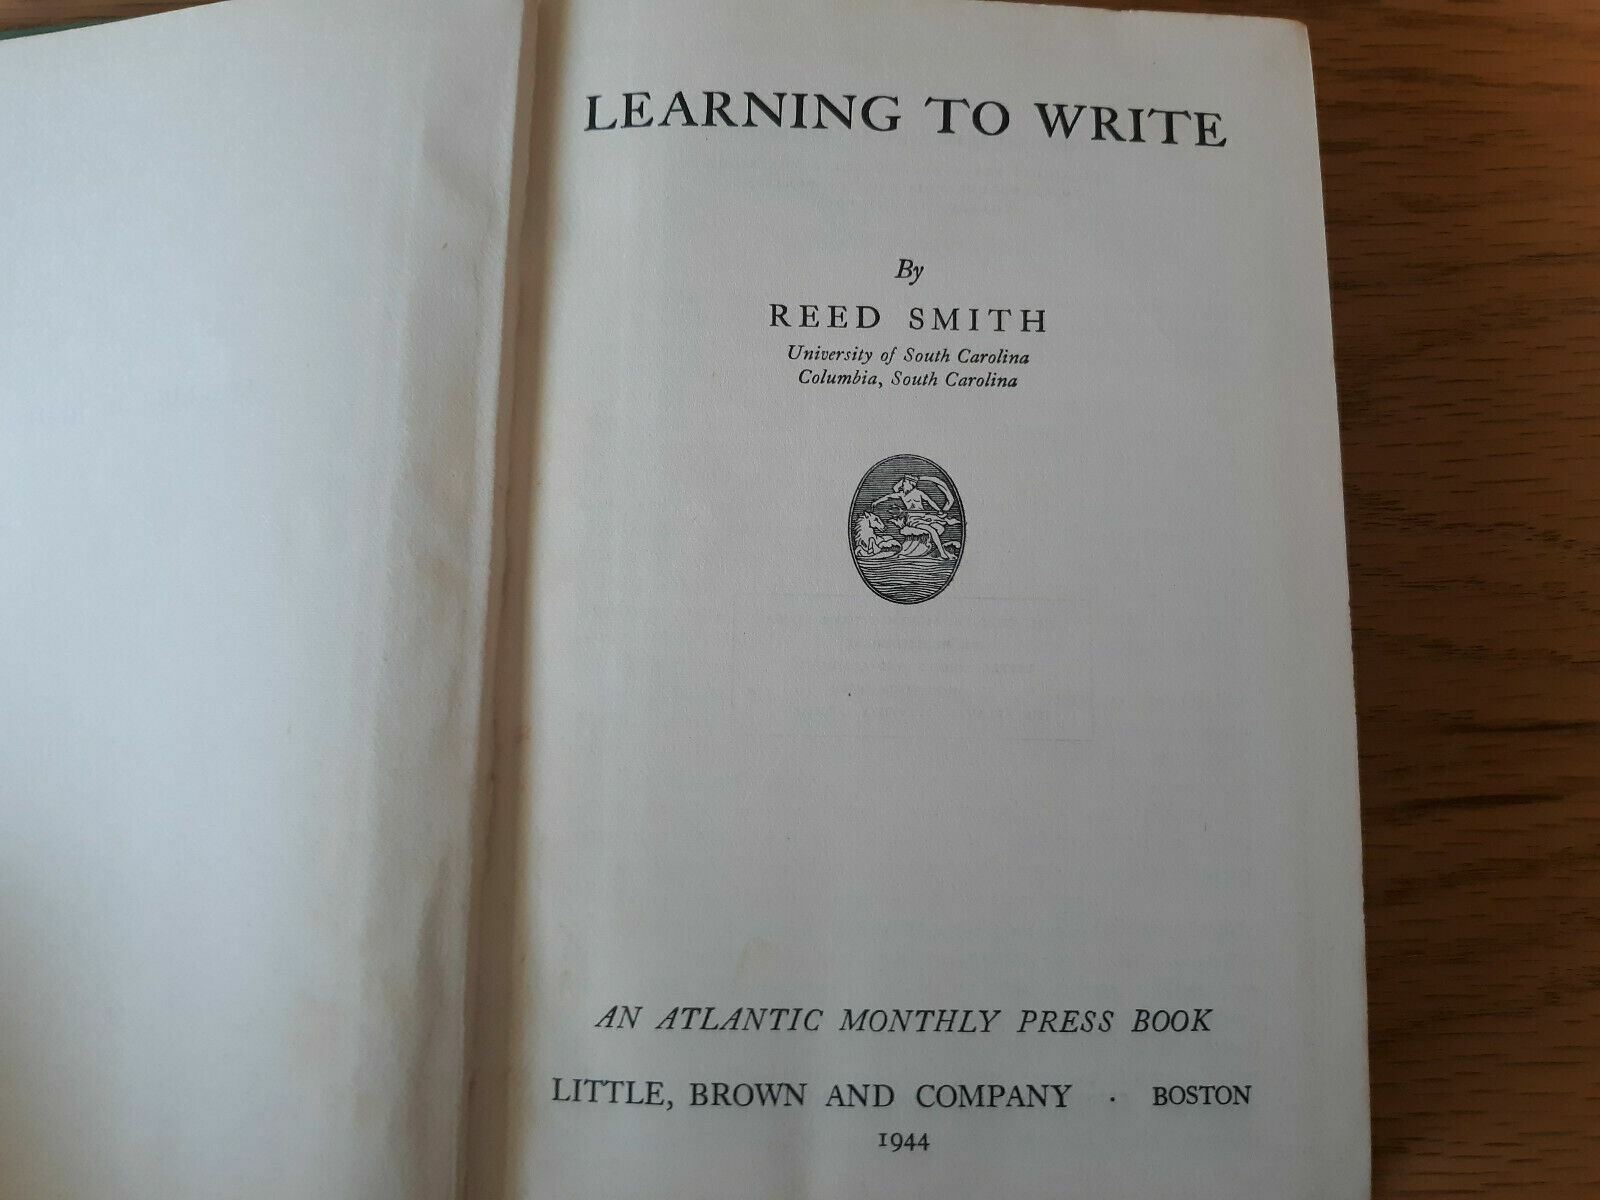 LEARNING TO WRITE
By
REED SMITH
University of South Carolina
Columbia, South Carolina
AN ATLANTIC MONTHLY PRESS BOOK
LITTLE, BROWN AND COMPANY · BOSTON
1944